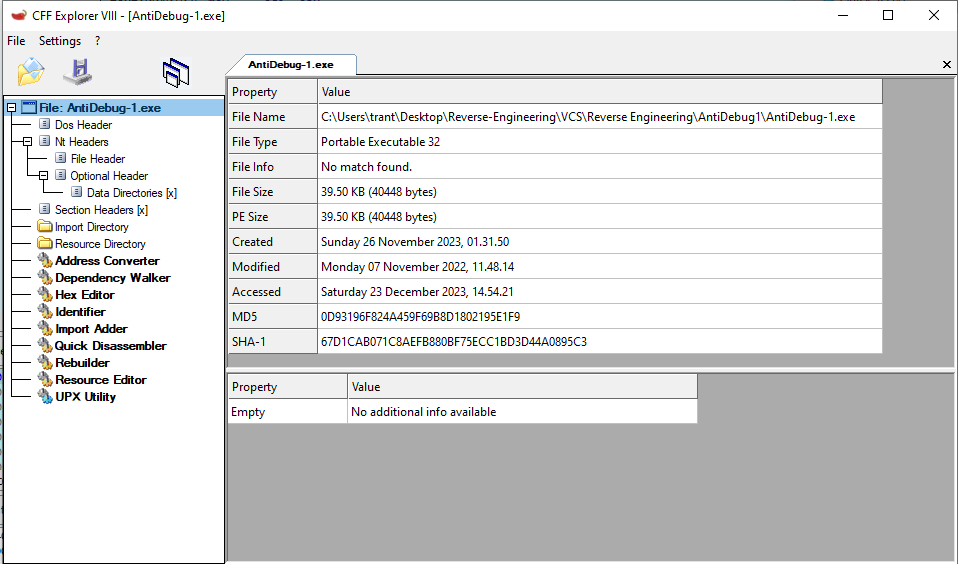 CFF Explorer VIII - [AntiDebug-1.exe]
File Settings ?
AntiDebug-1.exe
File: AntiDebug-1.exe
Dos Header
Nt Headers
File Header
Optional Header
Data Directories [x]
Section Headers [x]
Import Directory
Resource Directory
Address Converter
Dependency Walker
Hex Editor
Identifier
Import Adder
Quick Disassembler
Rebuilder
Resource Editor
UPX Utility
Property Value
File Name C:\Users\trant\Desktop\Reverse-Engineering\VCS\Reverse Engineering\AntiDebug1\AntiDebug-1.exe
File Type Portable Executable 32
File Info No match found.
File Size 39.50 KB (40448 bytes)
PE Size 39.50 KB (40448 bytes)
Created Sunday 26 November 2023, 01.31.50
Modified Monday 07 November 2022, 11.48.14
Accessed Saturday 23 December 2023, 14.54.21
MD5 0D93196F824A459F69B8D1802195E1F9
SHA-1 67D1CAB071C8AEFB880BF75ECC1BD3D44A0895C3
Property Value
Empty No additional info available